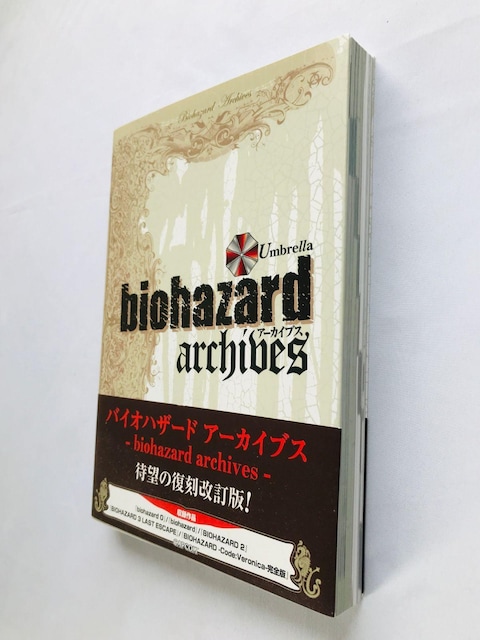 Biohazard Archives
Umbrella
biohazard
アーカイブス
archives
バイオハザード アーカイブス
- biohazard archives -
待望の復刻改訂版!
収録作品
『biohazard 0』/『biohazard』/『BIOHAZARD 2』
『BIOHAZARD 3 LAST ESCAPE』/『BIOHAZARD -Code:Veronica- 完全版』